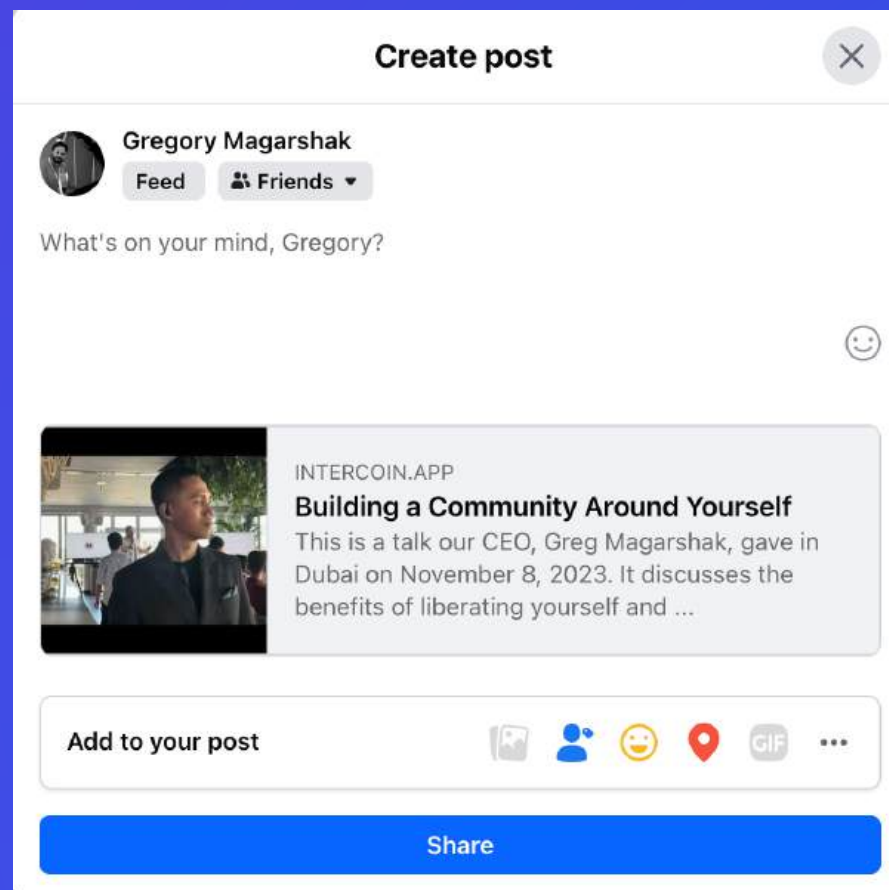 Create post
Gregory Magarshak
Feed
Friends
What's on your mind, Gregory?
INTERCOIN.APP
Building a Community Around Yourself
This is a talk our CEO, Greg Magarshak, gave in
Dubai on November 8, 2023. It discusses the
benefits of liberating yourself and ...
Add to your post
GIF
Share